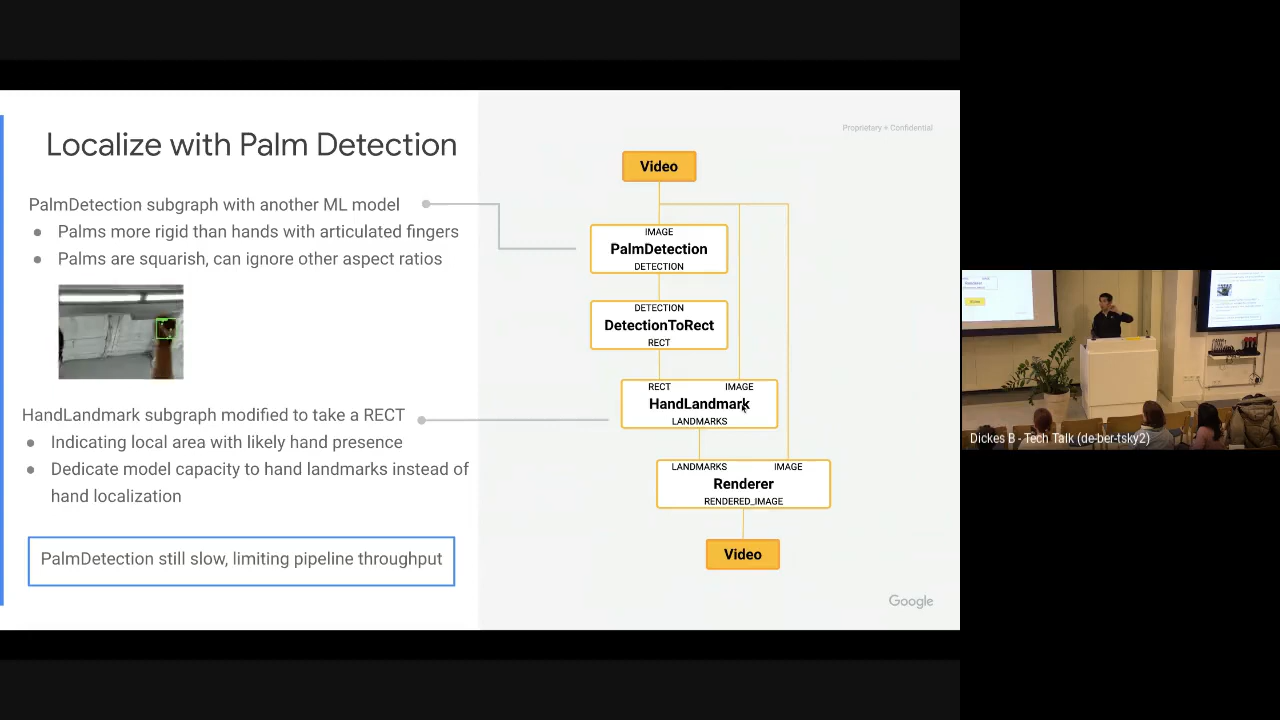 Localize with Palm Detection
Proprietary + Confidential
PalmDetection subgraph with another ML model
● Palms more rigid than hands with articulated fingers
● Palms are squarish, can ignore other aspect ratios
HandLandmark subgraph modified to take a RECT
● Indicating local area with likely hand presence
● Dedicate model capacity to hand landmarks instead of
hand localization
PalmDetection still slow, limiting pipeline throughput
Video
IMAGE
PalmDetection
DETECTION
DETECTION
DetectionToRect
RECT
RECT IMAGE
HandLandmark
LANDMARKS
LANDMARKS IMAGE
Renderer
RENDERED_IMAGE
Video
Google
Renderer
Video
Dickes B - Tech Talk (de-ber-tsky2)